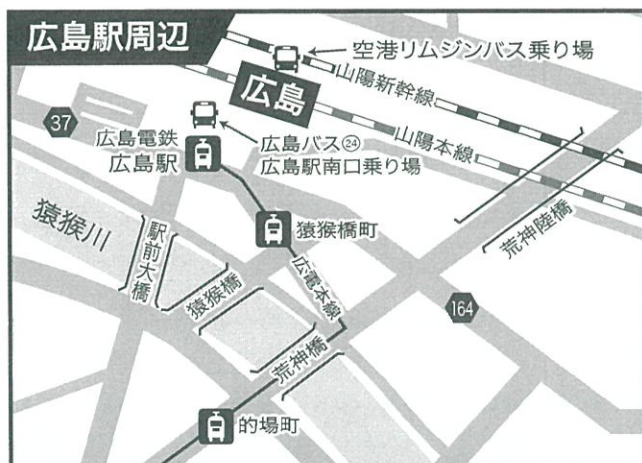 広島駅周辺
空港リムジンバス乗り場
山陽新幹線
広島
37
広島電鉄
広島駅
広島バス㉔
広島駅南口乗り場
山陽本線
猿猴川
駅前大橋
猿猴橋
猿猴橋町
広電本線
荒神陸橋
164
荒神橋
的場町